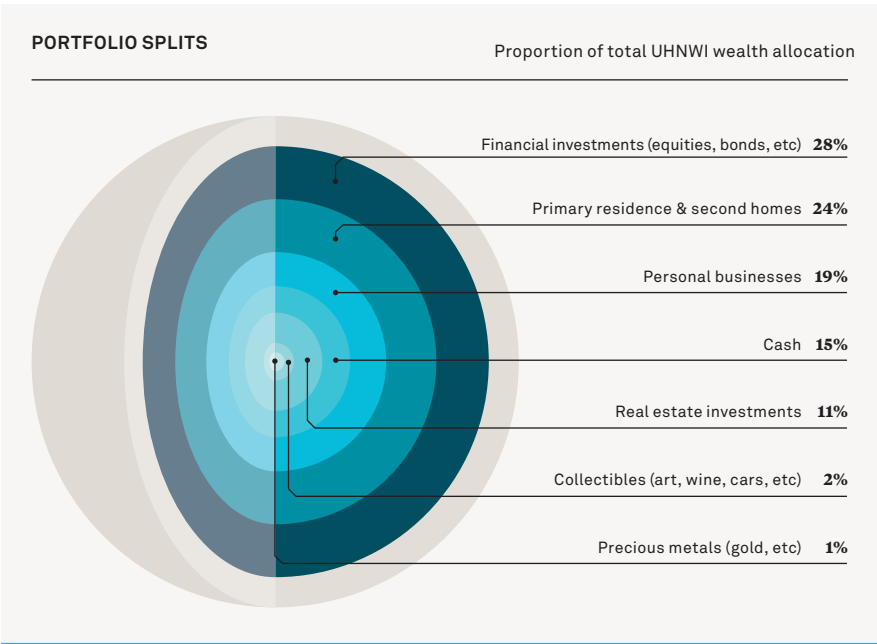 PORTFOLIO SPLITS
Proportion of total UHNWI wealth allocation
Financial investments (equities, bonds, etc) 28%
Primary residence & second homes 24%
Personal businesses 19%
Cash 15%
Real estate investments 11%
Collectibles (art, wine, cars, etc) 2%
Precious metals (gold, etc) 1%